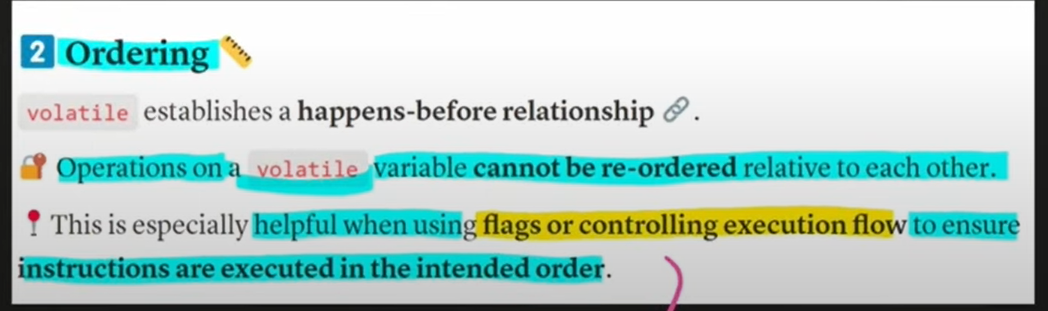 2️⃣ Ordering 📏
volatile establishes a happens-before relationship 🔗.
🔐 Operations on a volatile variable cannot be re-ordered relative to each other.
📍 This is especially helpful when using flags or controlling execution flow to ensure
instructions are executed in the intended order.